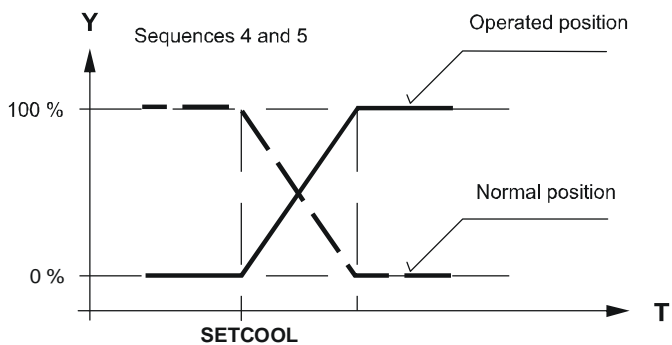 Operated position
Y
Sequences 4 and 5
100 %
Normal position
0 %
T
SETCOOL